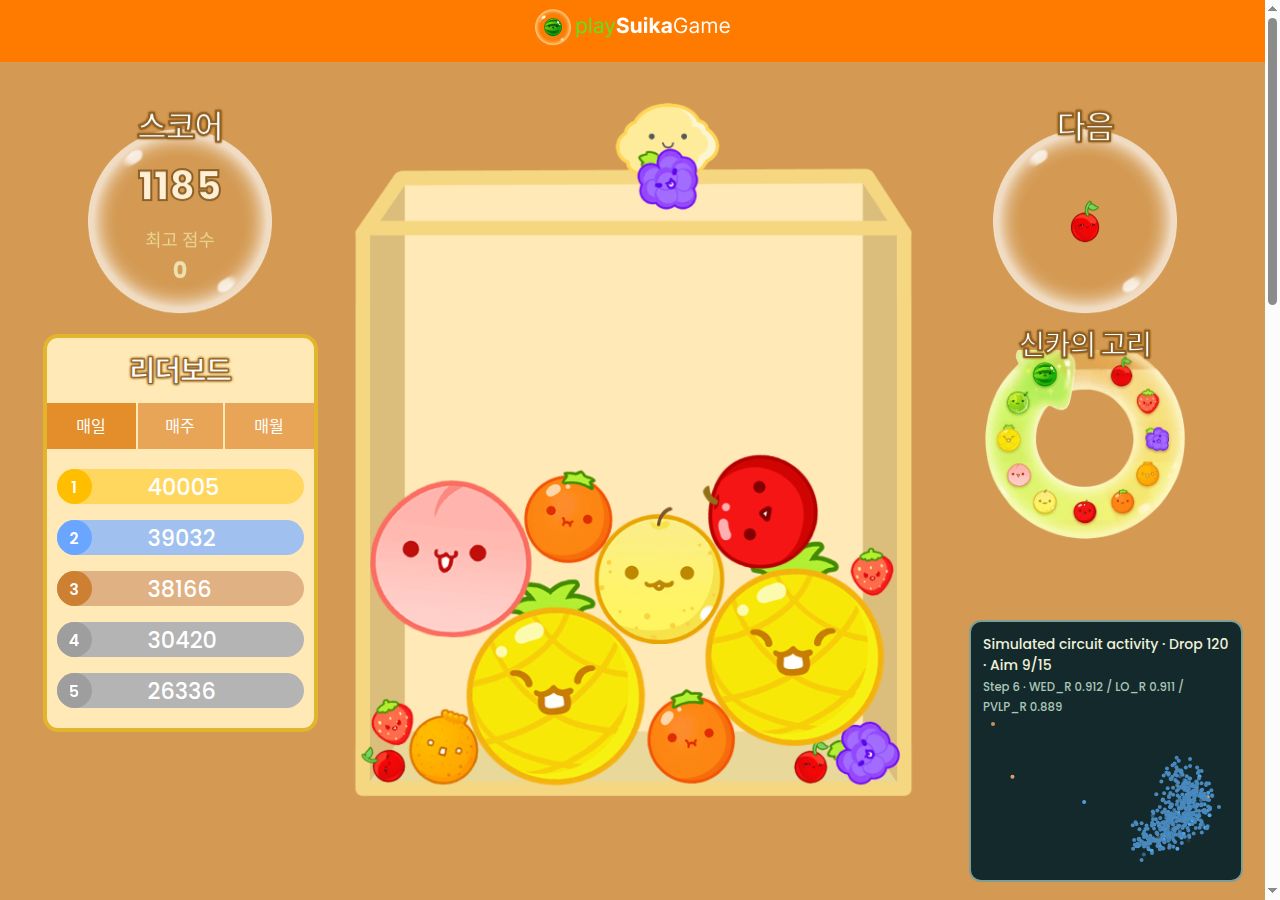 playSuikaGame
스코어
1185
최고 점수
0
다음
신카의 고리
리더보드
매일 매주 매월
1 40005
2 39032
3 38166
4 30420
5 26336
Simulated circuit activity · Drop 120
· Aim 9/15
Step 6 · WED_R 0.912 / LO_R 0.911 /
PVLP_R 0.889